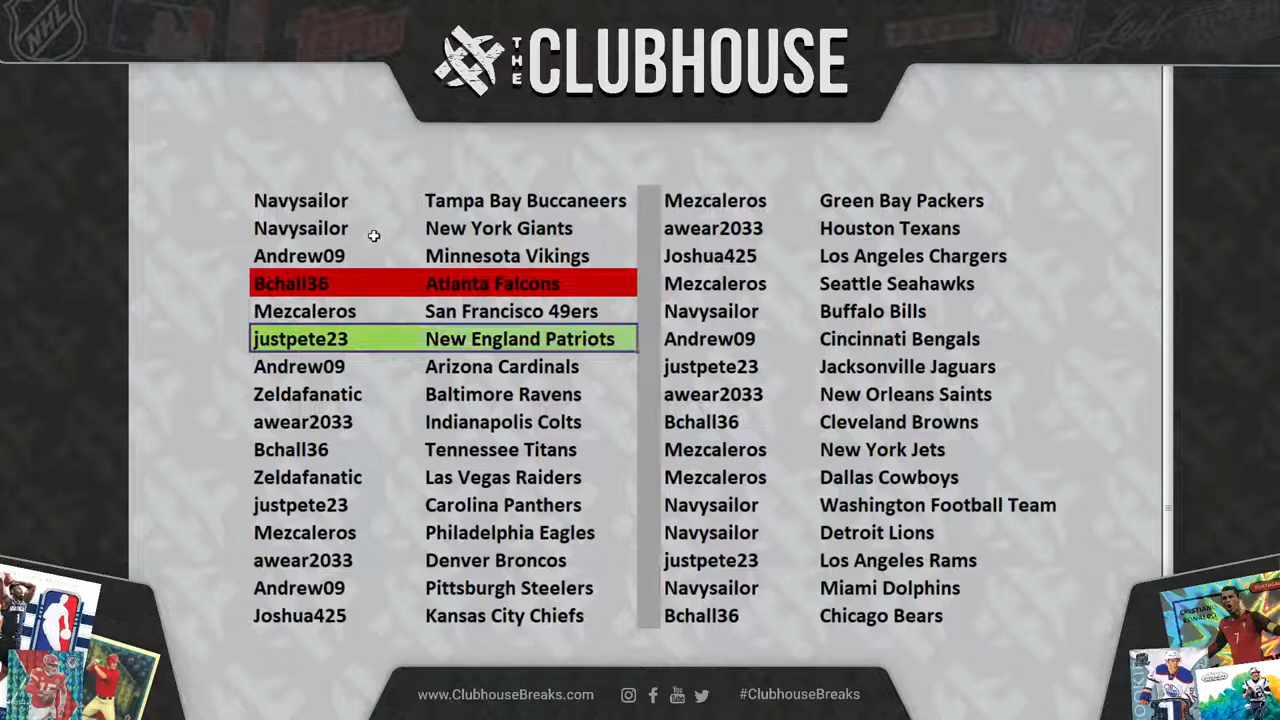 THE CLUBHOUSE
Navysailor Tampa Bay Buccaneers Mezcaleros Green Bay Packers
Navysailor New York Giants awear2033 Houston Texans
Andrew09 Minnesota Vikings Joshua425 Los Angeles Chargers
Bchall36 Atlanta Falcons Mezcaleros Seattle Seahawks
Mezcaleros San Francisco 49ers Navysailor Buffalo Bills
justpete23 New England Patriots Andrew09 Cincinnati Bengals
Andrew09 Arizona Cardinals justpete23 Jacksonville Jaguars
Zeldafanatic Baltimore Ravens awear2033 New Orleans Saints
awear2033 Indianapolis Colts Bchall36 Cleveland Browns
Bchall36 Tennessee Titans Mezcaleros New York Jets
Zeldafanatic Las Vegas Raiders Mezcaleros Dallas Cowboys
justpete23 Carolina Panthers Navysailor Washington Football Team
Mezcaleros Philadelphia Eagles Navysailor Detroit Lions
awear2033 Denver Broncos justpete23 Los Angeles Rams
Andrew09 Pittsburgh Steelers Navysailor Miami Dolphins
Joshua425 Kansas City Chiefs Bchall36 Chicago Bears
www.ClubhouseBreaks.com #ClubhouseBreaks